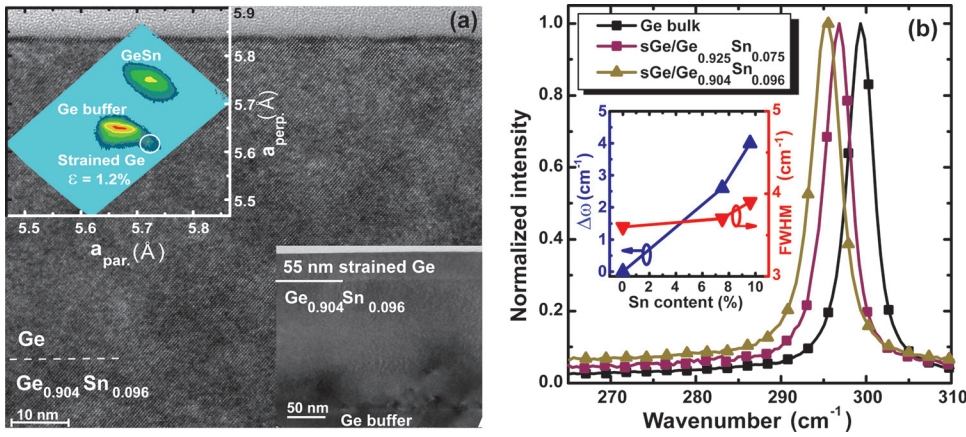 (a)
5.9
5.8
5.7
5.6
5.5
a perp. (Å)
GeSn
Ge buffer
Strained Ge
ε = 1.2%
5.5 5.6 5.7 5.8
a par. (Å)
55 nm strained Ge
Ge0.904Sn0.096
50 nm
Ge buffer
Ge
Ge0.904Sn0.096
10 nm
(b)
Ge bulk
sGe/Ge0.925Sn0.075
sGe/Ge0.904Sn0.096
Normalized intensity
1.0
0.8
0.6
0.4
0.2
0.0
270 280 290 300 310
Wavenumber (cm-1)
Δω (cm-1)
5
4
3
2
1
0
0 2 4 6 8 10
Sn content (%)
5
4
3
FWHM (cm-1)